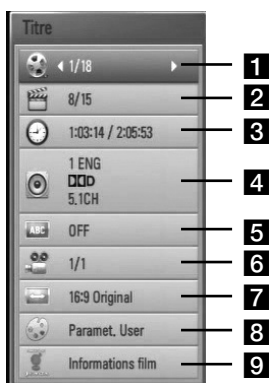 Titre
1/18 1
8/15 2
1:03:14 / 2:05:53 3
1 ENG
D
5.1CH 4
ABC OFF 5
1/1 6
16:9 Original 7
Paramet. User 8
Informations film 9